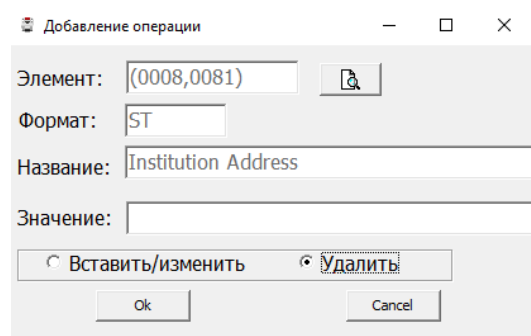 Добавление операции
Элемент: (0008,0081)
Формат: ST
Название: Institution Address
Значение:
Вставить/изменить Удалить
Ok Cancel